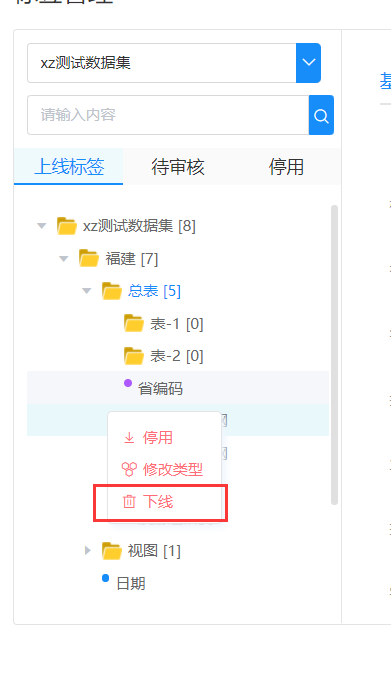 xz测试数据集
请输入内容
上线标签 待审核 停用
xz测试数据集 [8]
福建 [7]
总表 [5]
表-1 [0]
表-2 [0]
省编码
停用
修改类型
下线
视图 [1]
日期